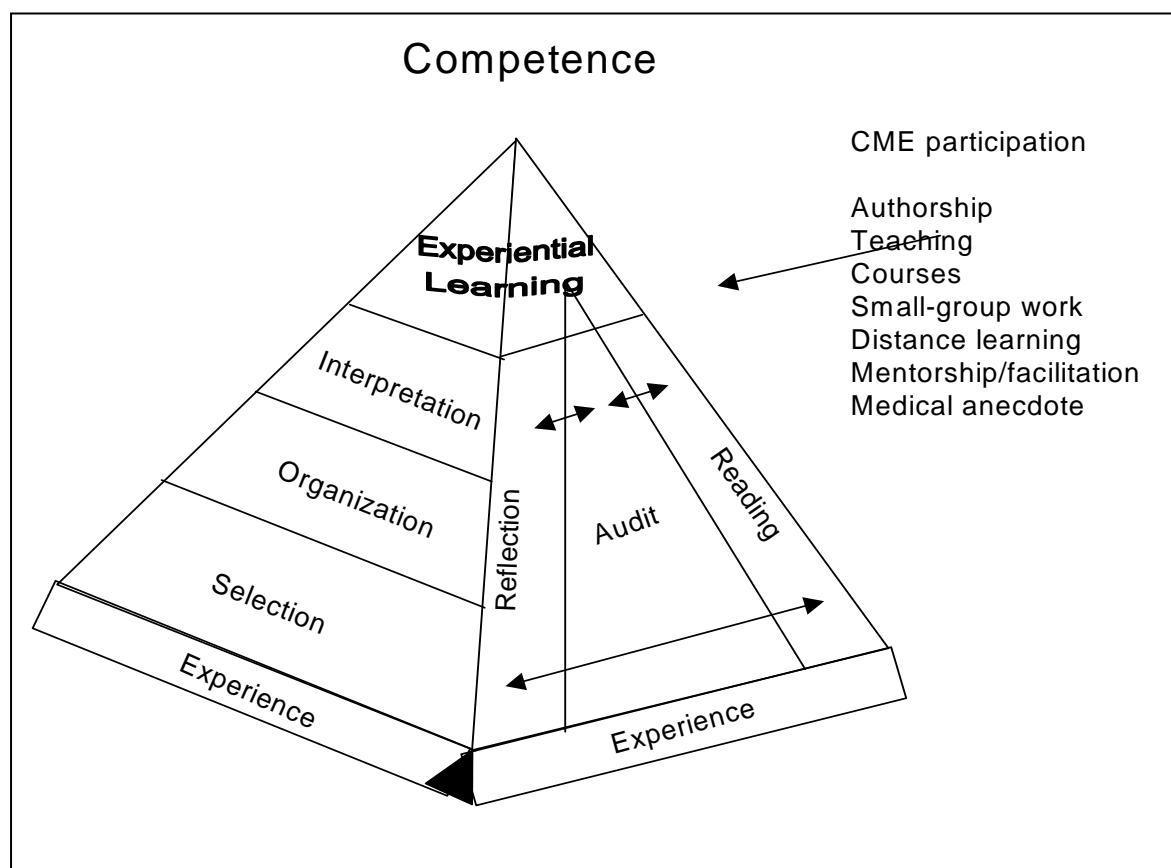 Competence
CME participation
Authorship
Teaching
Courses
Small-group work
Distance learning
Mentorship/facilitation
Medical anecdote
Experiential
Learning
Interpretation
Organization
Selection
Experience
Reflection
Audit
Reading
Experience